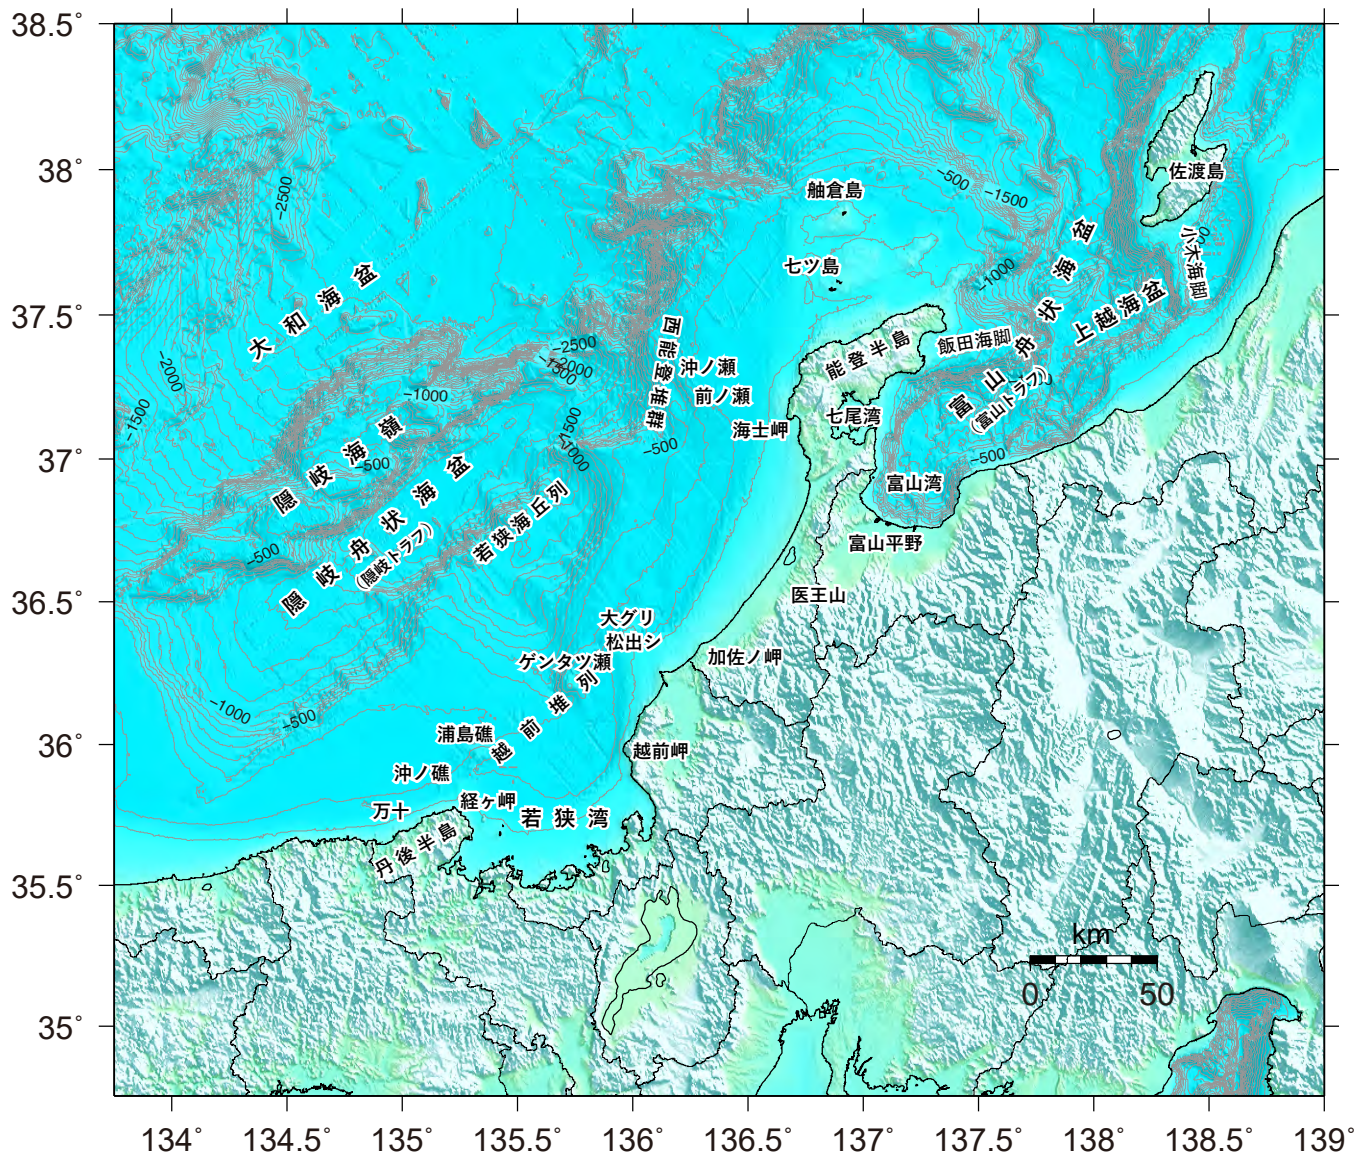 38.5°
38°
37.5°
37°
36.5°
36°
35.5°
35°
佐渡島
舳倉島
-500
-1500
-2500
小木海脚
七ツ島
-1000
富山舟状海盆
(富山トラフ)
上越海盆
大和海盆
西能登堆群
飯田海脚
能登半島
-2500
-2000
-1500
-2000
沖ノ瀬
前ノ瀬
-1000
-1500
七尾湾
海士岬
-1500
-1000
-500
-500
隠岐海嶺
-500
富山湾
隠岐舟状海盆
(隠岐トラフ)
若狭海丘列
富山平野
-500
医王山
大グリ
松出シ
ゲンタツ瀬
加佐ノ岬
-1000
-500
越前堆列
浦島礁
越前岬
沖ノ礁
経ヶ岬
万十
若狭湾
丹後半島
km
0
50
134°
134.5°
135°
135.5°
136°
136.5°
137°
137.5°
138°
138.5°
139°